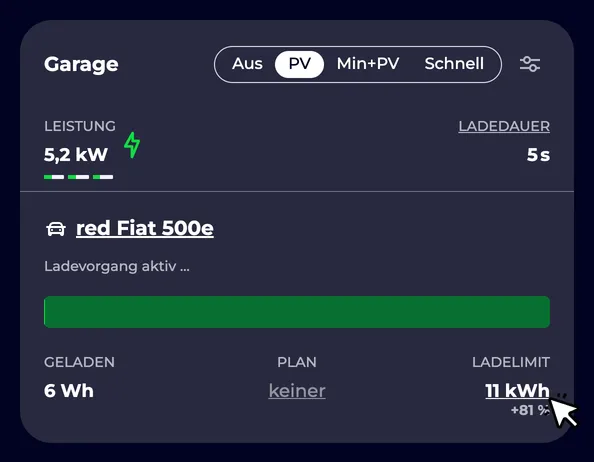 Garage
Aus PV Min+PV Schnell
LEISTUNG LADEDAUER
5,2 kW 5 s
red Fiat 500e
Ladevorgang aktiv ...
GELADEN PLAN LADELIMIT
6 Wh keiner 11 kWh
+81 %